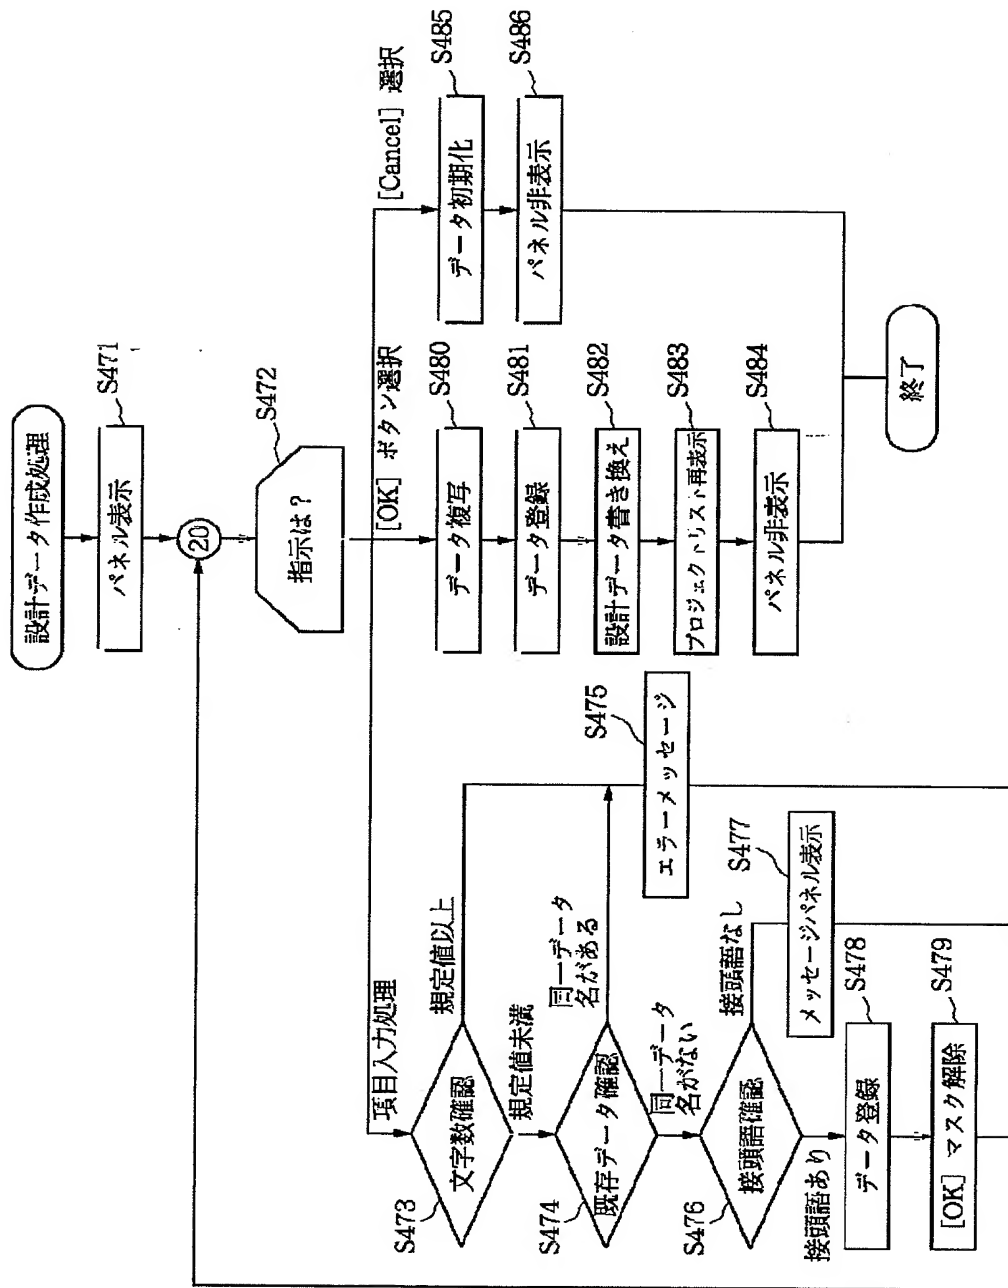 設計データ作成処理
パネル表示
S471
20
指示は?
S472
項目入力処理
[OK] ボタン選択
[Cancel] 選択
文字数確認
S473
規定値以上
規定値未満
既存データ確認
S474
同一データ
名がある
同一データ
名がない
エラーメッセージ
S475
接頭語確認
S476
接頭語なし
接頭語あり
メッセージパネル表示
S477
データ登録
S478
[OK] マスク解除
S479
データ複写
S480
データ登録
S481
設計データ書き換え
S482
プロジェクトリスト再表示
S483
パネル非表示
S484
データ初期化
S485
パネル非表示
S486
終了